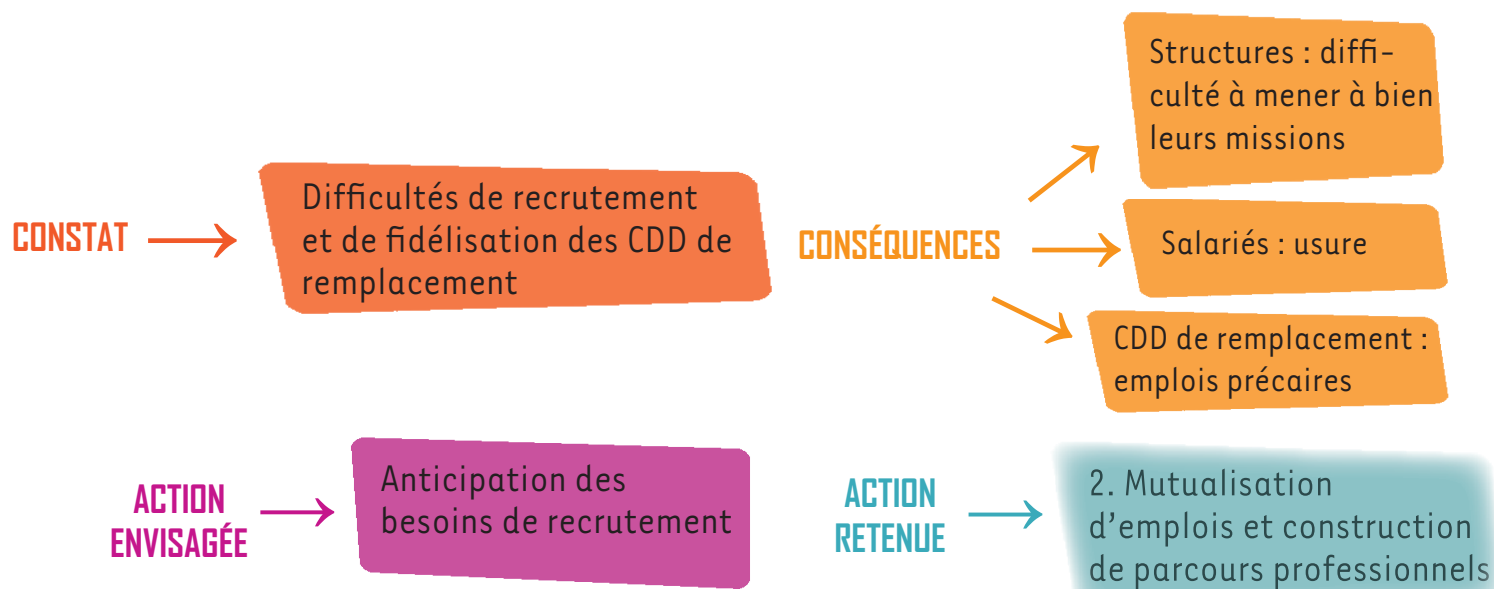 CONSTAT
Difficultés de recrutement
et de fidélisation des CDD de
remplacement
CONSÉQUENCES
Structures : diffi-
culté à mener à bien
leurs missions
Salariés : usure
CDD de remplacement :
emplois précaires
ACTION
ENVISAGÉE
Anticipation des
besoins de recrutement
ACTION
RETENUE
2. Mutualisation
d’emplois et construction
de parcours professionnels